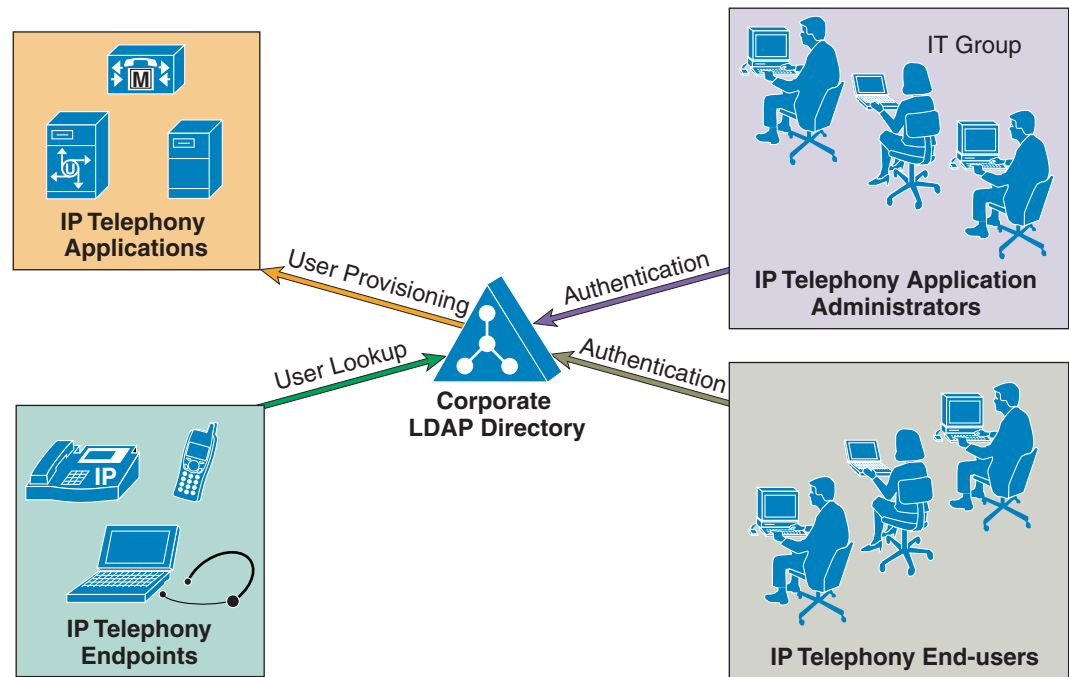 M
U
IP Telephony
Applications
IT Group
IP Telephony Application
Administrators
User Provisioning
Authentication
User Lookup
Authentication
Corporate
LDAP Directory
IP
IP Telephony
Endpoints
IP Telephony End-users